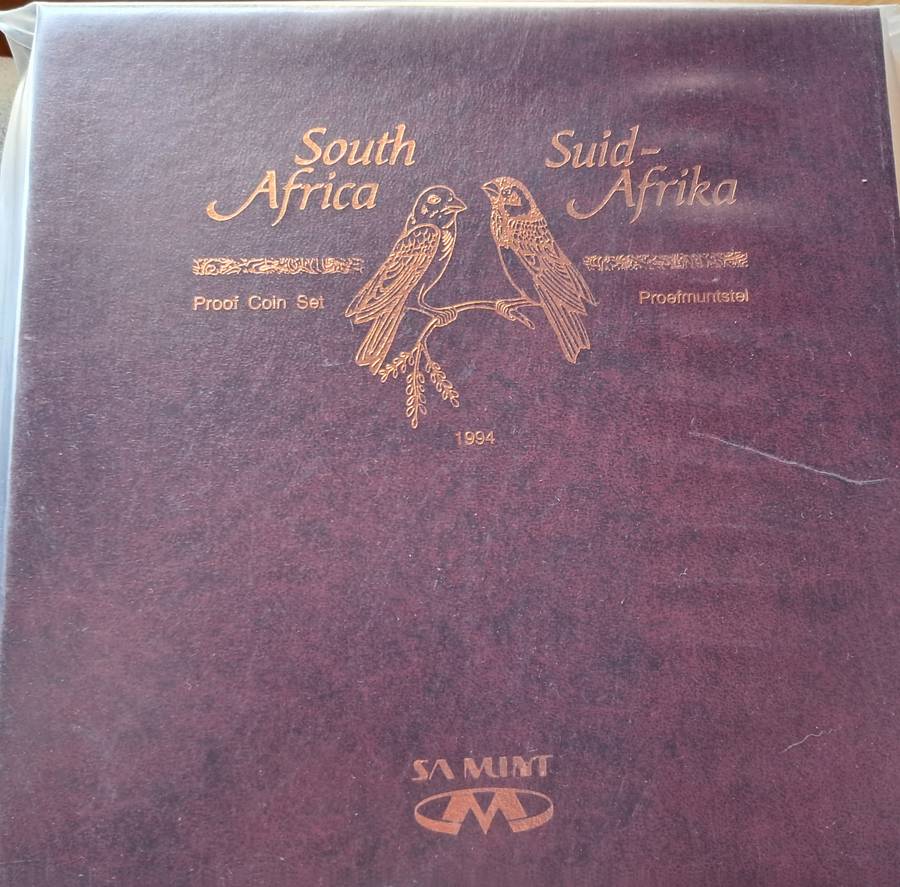 South
Africa
Suid-
Afrika
Proof Coin Set
Proefmuntstel
1994
SA MINT